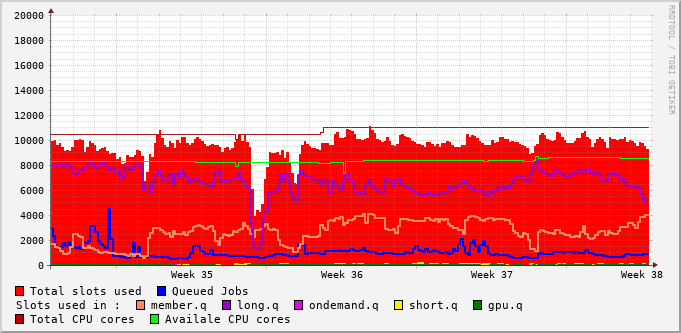 20000
18000
16000
14000
12000
10000
8000
6000
4000
2000
0
Week 35 Week 36 Week 37 Week 38
Total slots used Queued Jobs
Slots used in : member.q long.q ondemand.q short.q gpu.q
Total CPU cores Availale CPU cores
RRDTOOL / TOBI OETIKER